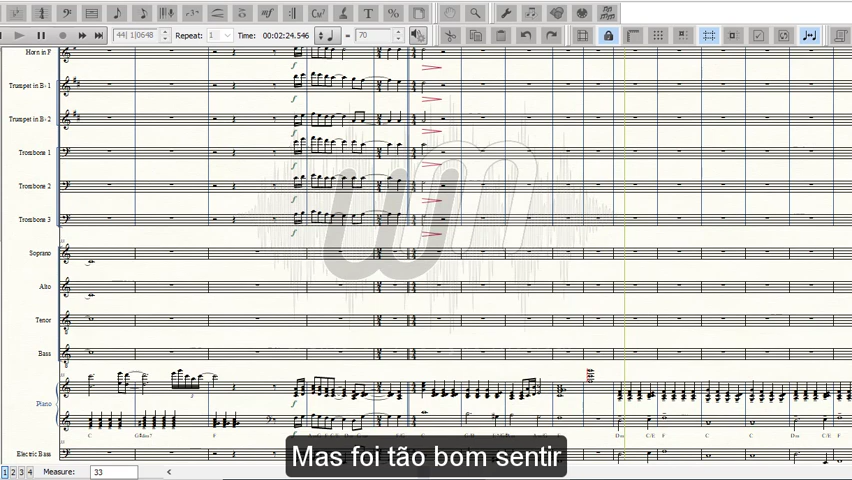 mf
CM7
T
%
44| 1|0648
Repeat: 1
Time: 00:02:24.546
= 70
Horn in F
Trumpet in B♭ 1
Trumpet in B♭ 2
Trombone 1
Trombone 2
Trombone 3
Soprano
Alto
Tenor
Bass
Piano
C
F
Electric Bass
Mas foi tão bom sentir
1 2 3 4 Measure: 33